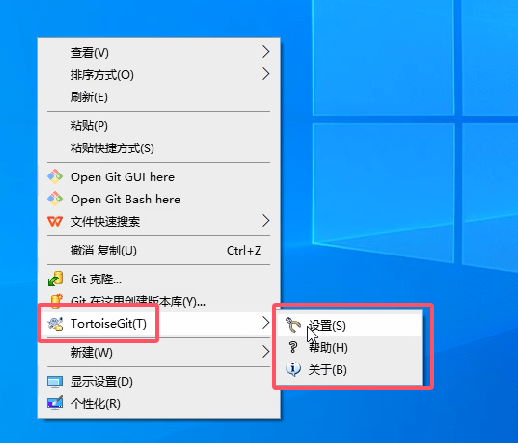 查看(V)
排序方式(O)
刷新(E)
粘贴(P)
粘贴快捷方式(S)
Open Git GUI here
Open Git Bash here
文件快速搜索
撤消 复制(U) Ctrl+Z
Git 克隆...
Git 在这里创建版本库(Y)...
TortoiseGit(T)
设置(S)
帮助(H)
关于(B)
新建(W)
显示设置(D)
个性化(R)